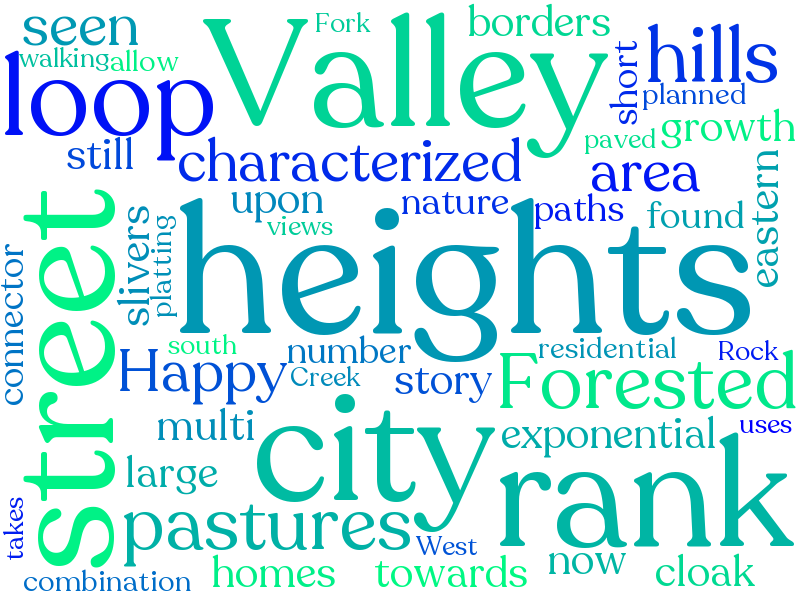 seen
Fork
borders
Valley
walking
allow
loop
short
hills
planned
paved
growth
still
characterized
area
eastern
upon
nature
paths
found
views
street
slivers
platting
heights
connector
south
number
residential
Rock
Happy
Creek
story
Forested
multi
city
exponential
uses
large
rank
takes
pastures
West
now
combination
homes
towards
cloak